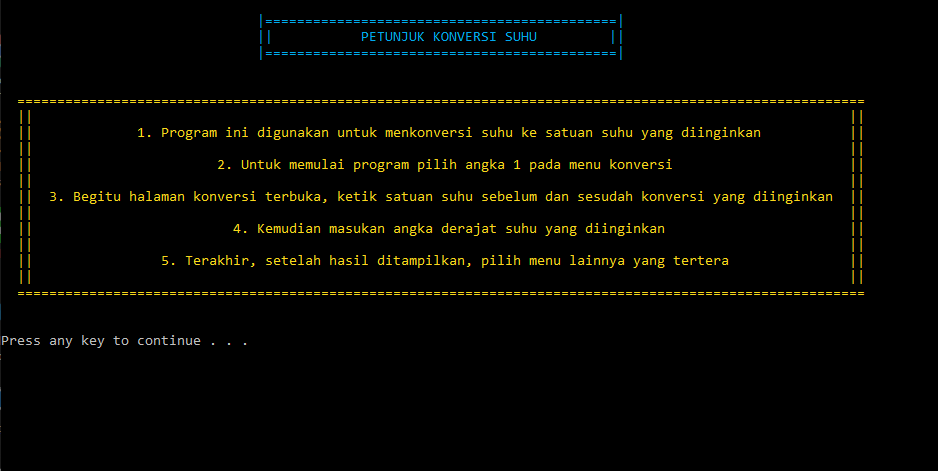 |============================================|
||           PETUNJUK KONVERSI SUHU         ||
|============================================|
==========================================================================================================
|| ||
|| 1. Program ini digunakan untuk menkonversi suhu ke satuan suhu yang diinginkan ||
|| ||
|| 2. Untuk memulai program pilih angka 1 pada menu konversi ||
|| ||
|| 3. Begitu halaman konversi terbuka, ketik satuan suhu sebelum dan sesudah konversi yang diinginkan ||
|| ||
|| 4. Kemudian masukan angka derajat suhu yang diinginkan ||
|| ||
|| 5. Terakhir, setelah hasil ditampilkan, pilih menu lainnya yang tertera ||
|| ||
==========================================================================================================
Press any key to continue . . .